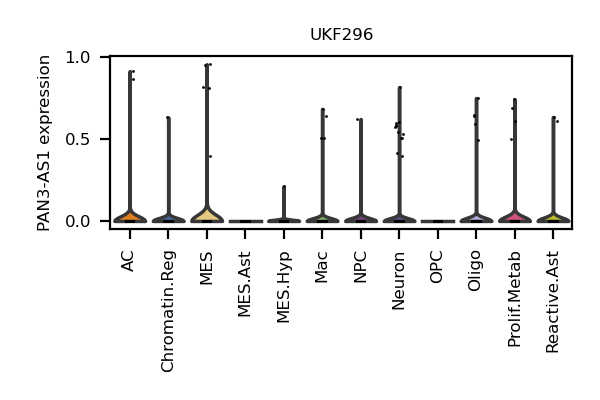 UKF296
PAN3-AS1 expression
1.0
0.5
0.0
AC
Chromatin.Reg
MES
MES.Ast
MES.Hyp
Mac
NPC
Neuron
OPC
Oligo
Prolif.Metab
Reactive.Ast